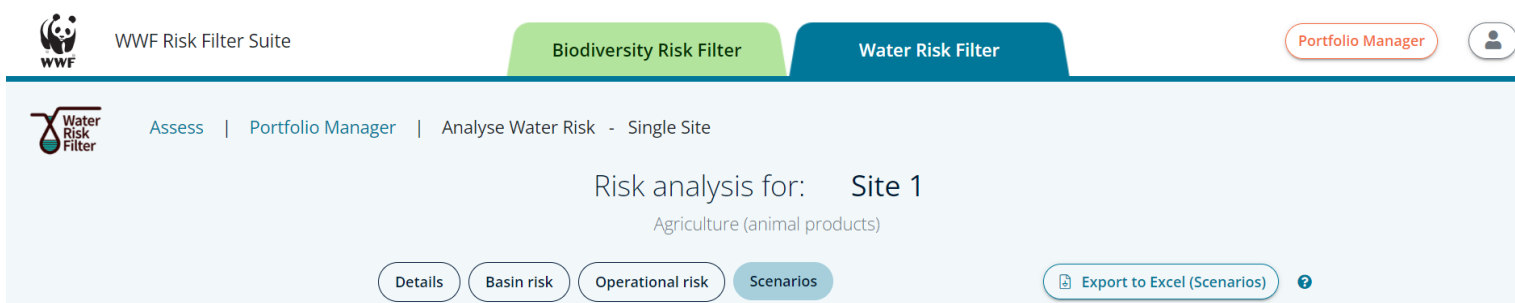 WWF Risk Filter Suite
Biodiversity Risk Filter
Water Risk Filter
Portfolio Manager
WWF
Water
Risk
Filter
Assess | Portfolio Manager | Analyse Water Risk - Single Site
Risk analysis for: Site 1
Agriculture (animal products)
Details
Basin risk
Operational risk
Scenarios
Export to Excel (Scenarios)
?